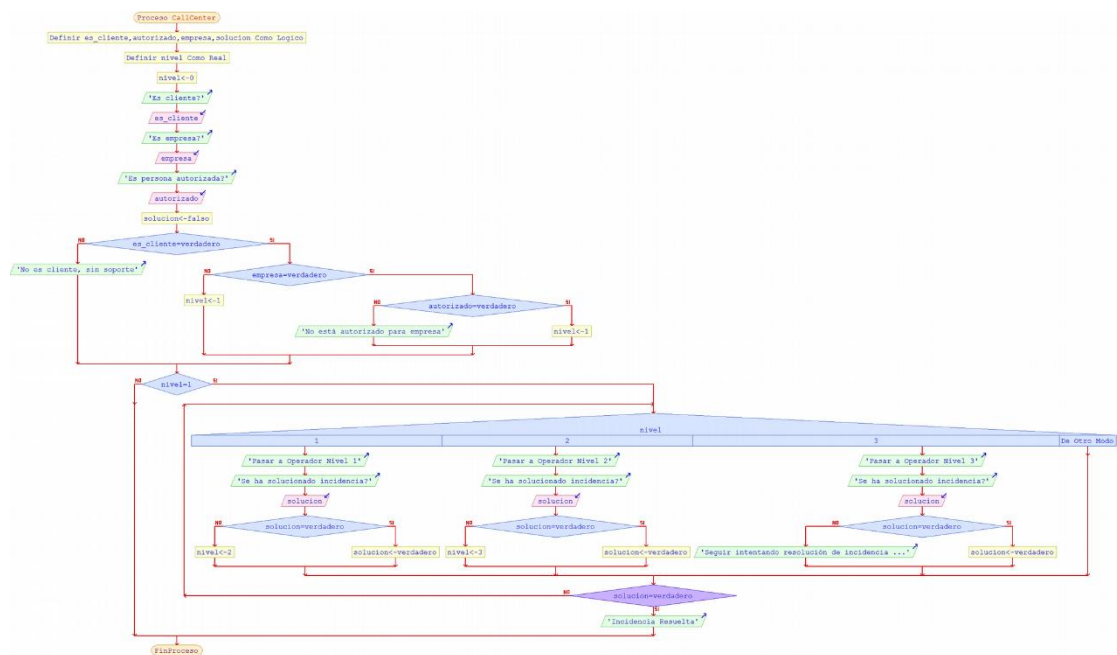 Proceso CallCenter
Definir es_cliente,autorizado,empresa,solucion Como Logico
Definir nivel Como Real
nivel<-0
'Es cliente?'
es_cliente
'Es empresa?'
empresa
'Es persona autorizada?'
autorizado
solucion<-falso
NO
es_cliente=verdadero
Si
'No es cliente, sin soporte'
NO
empresa=verdadero
Si
nivel<-1
NO
autorizado=verdadero
Si
'No está autorizado para empresa'
nivel<-1
NO
nivel=1
Si
nivel
1
2
3
De Otro Modo
'Pasar a Operador Nivel 1'
'Pasar a Operador Nivel 2'
'Pasar a Operador Nivel 3'
'Se ha solucionado incidencia?'
'Se ha solucionado incidencia?'
'Se ha solucionado incidencia?'
solucion
solucion
solucion
NO
solucion=verdadero
Si
NO
solucion=verdadero
Si
NO
solucion=verdadero
Si
nivel<-2
solucion<-verdadero
nivel<-3
solucion<-verdadero
'Seguir intentando resolución de incidencia ...'
solucion<-verdadero
NO
solucion=verdadero
Si
'Incidencia Resuelta'
FinProceso